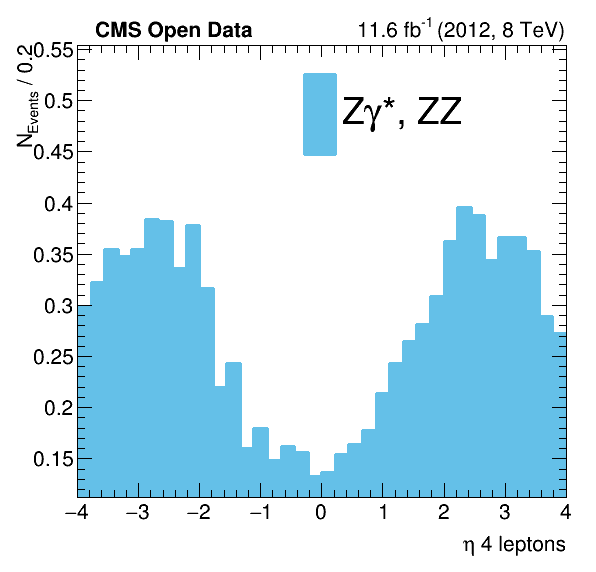 CMS Open Data 11.6 fb⁻¹ (2012, 8 TeV)
N_Events / 0.2
0.55
0.5
0.45
0.4
0.35
0.3
0.25
0.2
0.15
Zγ*, ZZ
−4 −3 −2 −1 0 1 2 3 4
η 4 leptons